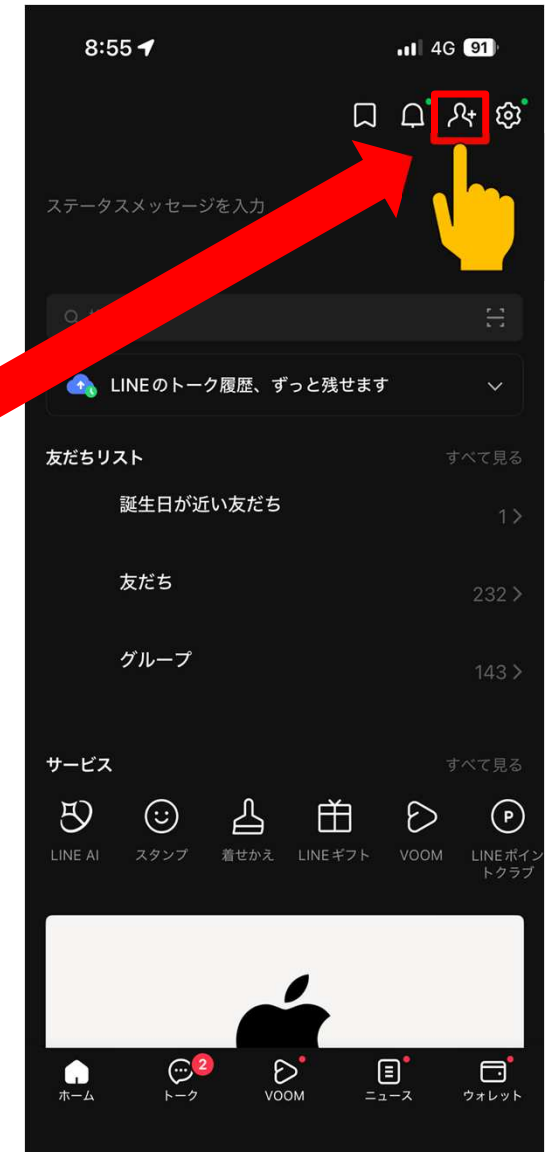 8:55
4G 91
ステータスメッセージを入力
LINEのトーク履歴、ずっと残せます
友だちリスト
すべて見る
誕生日が近い友だち
1
友だち
232
グループ
143
サービス
すべて見る
P
LINE AI
スタンプ
着せかえ
LINEギフト
VOOM
LINEポイン
トクラブ
2
ホーム
トーク
VOOM
ニュース
ウォレット